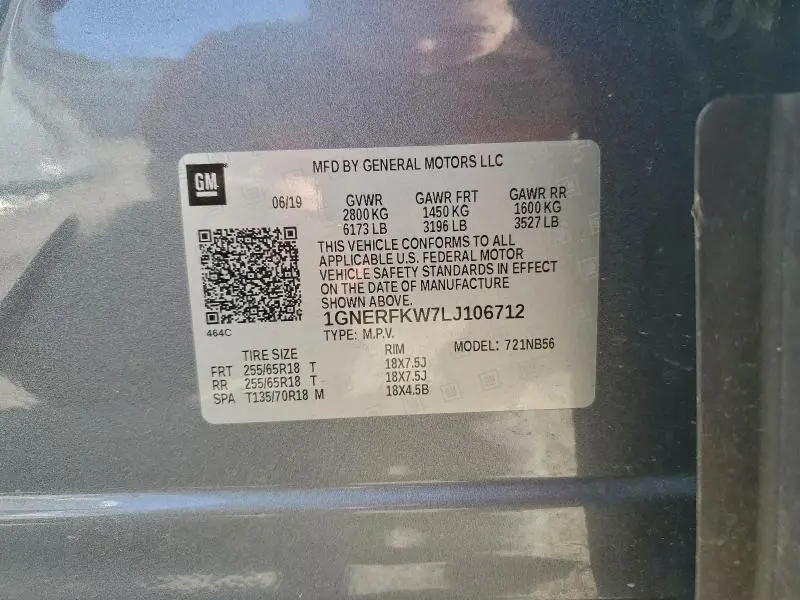 GM
MFD BY GENERAL MOTORS LLC
06/19 GVWR GAWR FRT GAWR RR
2800 KG 1450 KG 1600 KG
6173 LB 3196 LB 3527 LB
THIS VEHICLE CONFORMS TO ALL
APPLICABLE U.S. FEDERAL MOTOR
VEHICLE SAFETY STANDARDS IN EFFECT
ON THE DATE OF MANUFACTURE
SHOWN ABOVE.
1GNERFKW7LJ106712
464C
TYPE: M.P.V.
MODEL: 721NB56
TIRE SIZE RIM
FRT 255/65R18 T 18X7.5J
RR 255/65R18 T 18X7.5J
SPA T135/70R18 M 18X4.5B